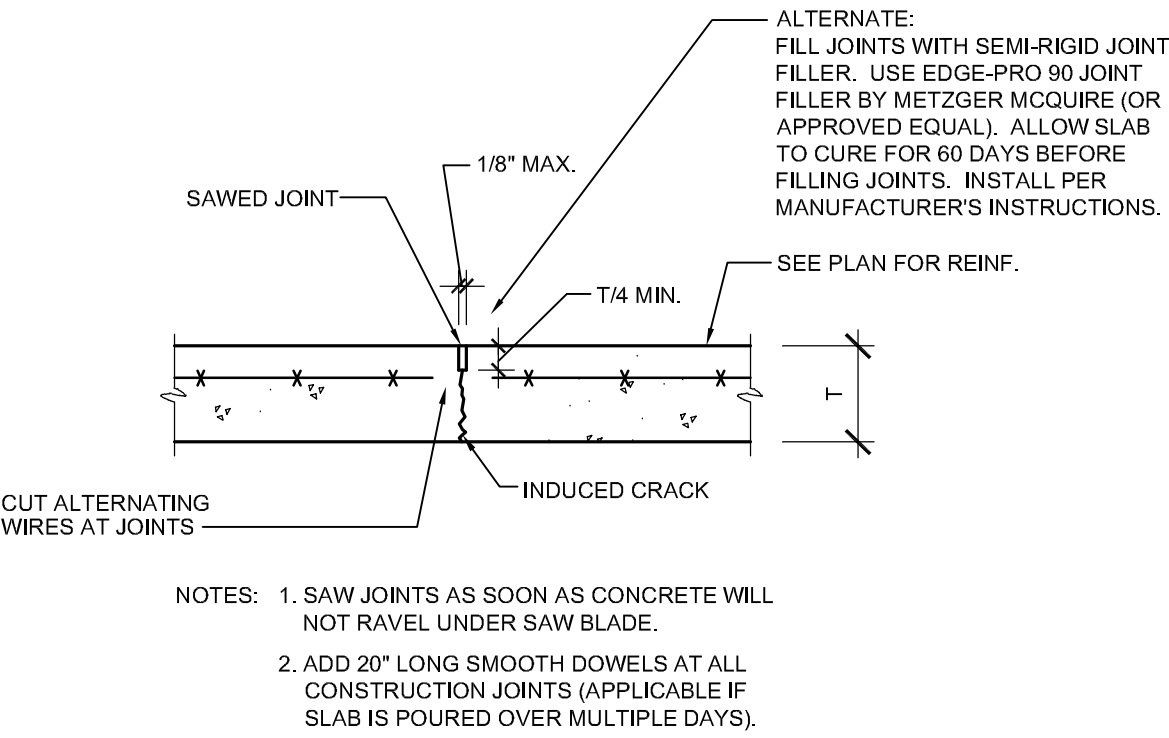 ALTERNATE:
FILL JOINTS WITH SEMI-RIGID JOINT
FILLER. USE EDGE-PRO 90 JOINT
FILLER BY METZGER MCQUIRE (OR
APPROVED EQUAL). ALLOW SLAB
TO CURE FOR 60 DAYS BEFORE
FILLING JOINTS. INSTALL PER
MANUFACTURER'S INSTRUCTIONS.
1/8" MAX.
SAWED JOINT
SEE PLAN FOR REINF.
T/4 MIN.
T
INDUCED CRACK
CUT ALTERNATING
WIRES AT JOINTS
NOTES: 1. SAW JOINTS AS SOON AS CONCRETE WILL
NOT RAVEL UNDER SAW BLADE.
2. ADD 20" LONG SMOOTH DOWELS AT ALL
CONSTRUCTION JOINTS (APPLICABLE IF
SLAB IS POURED OVER MULTIPLE DAYS).